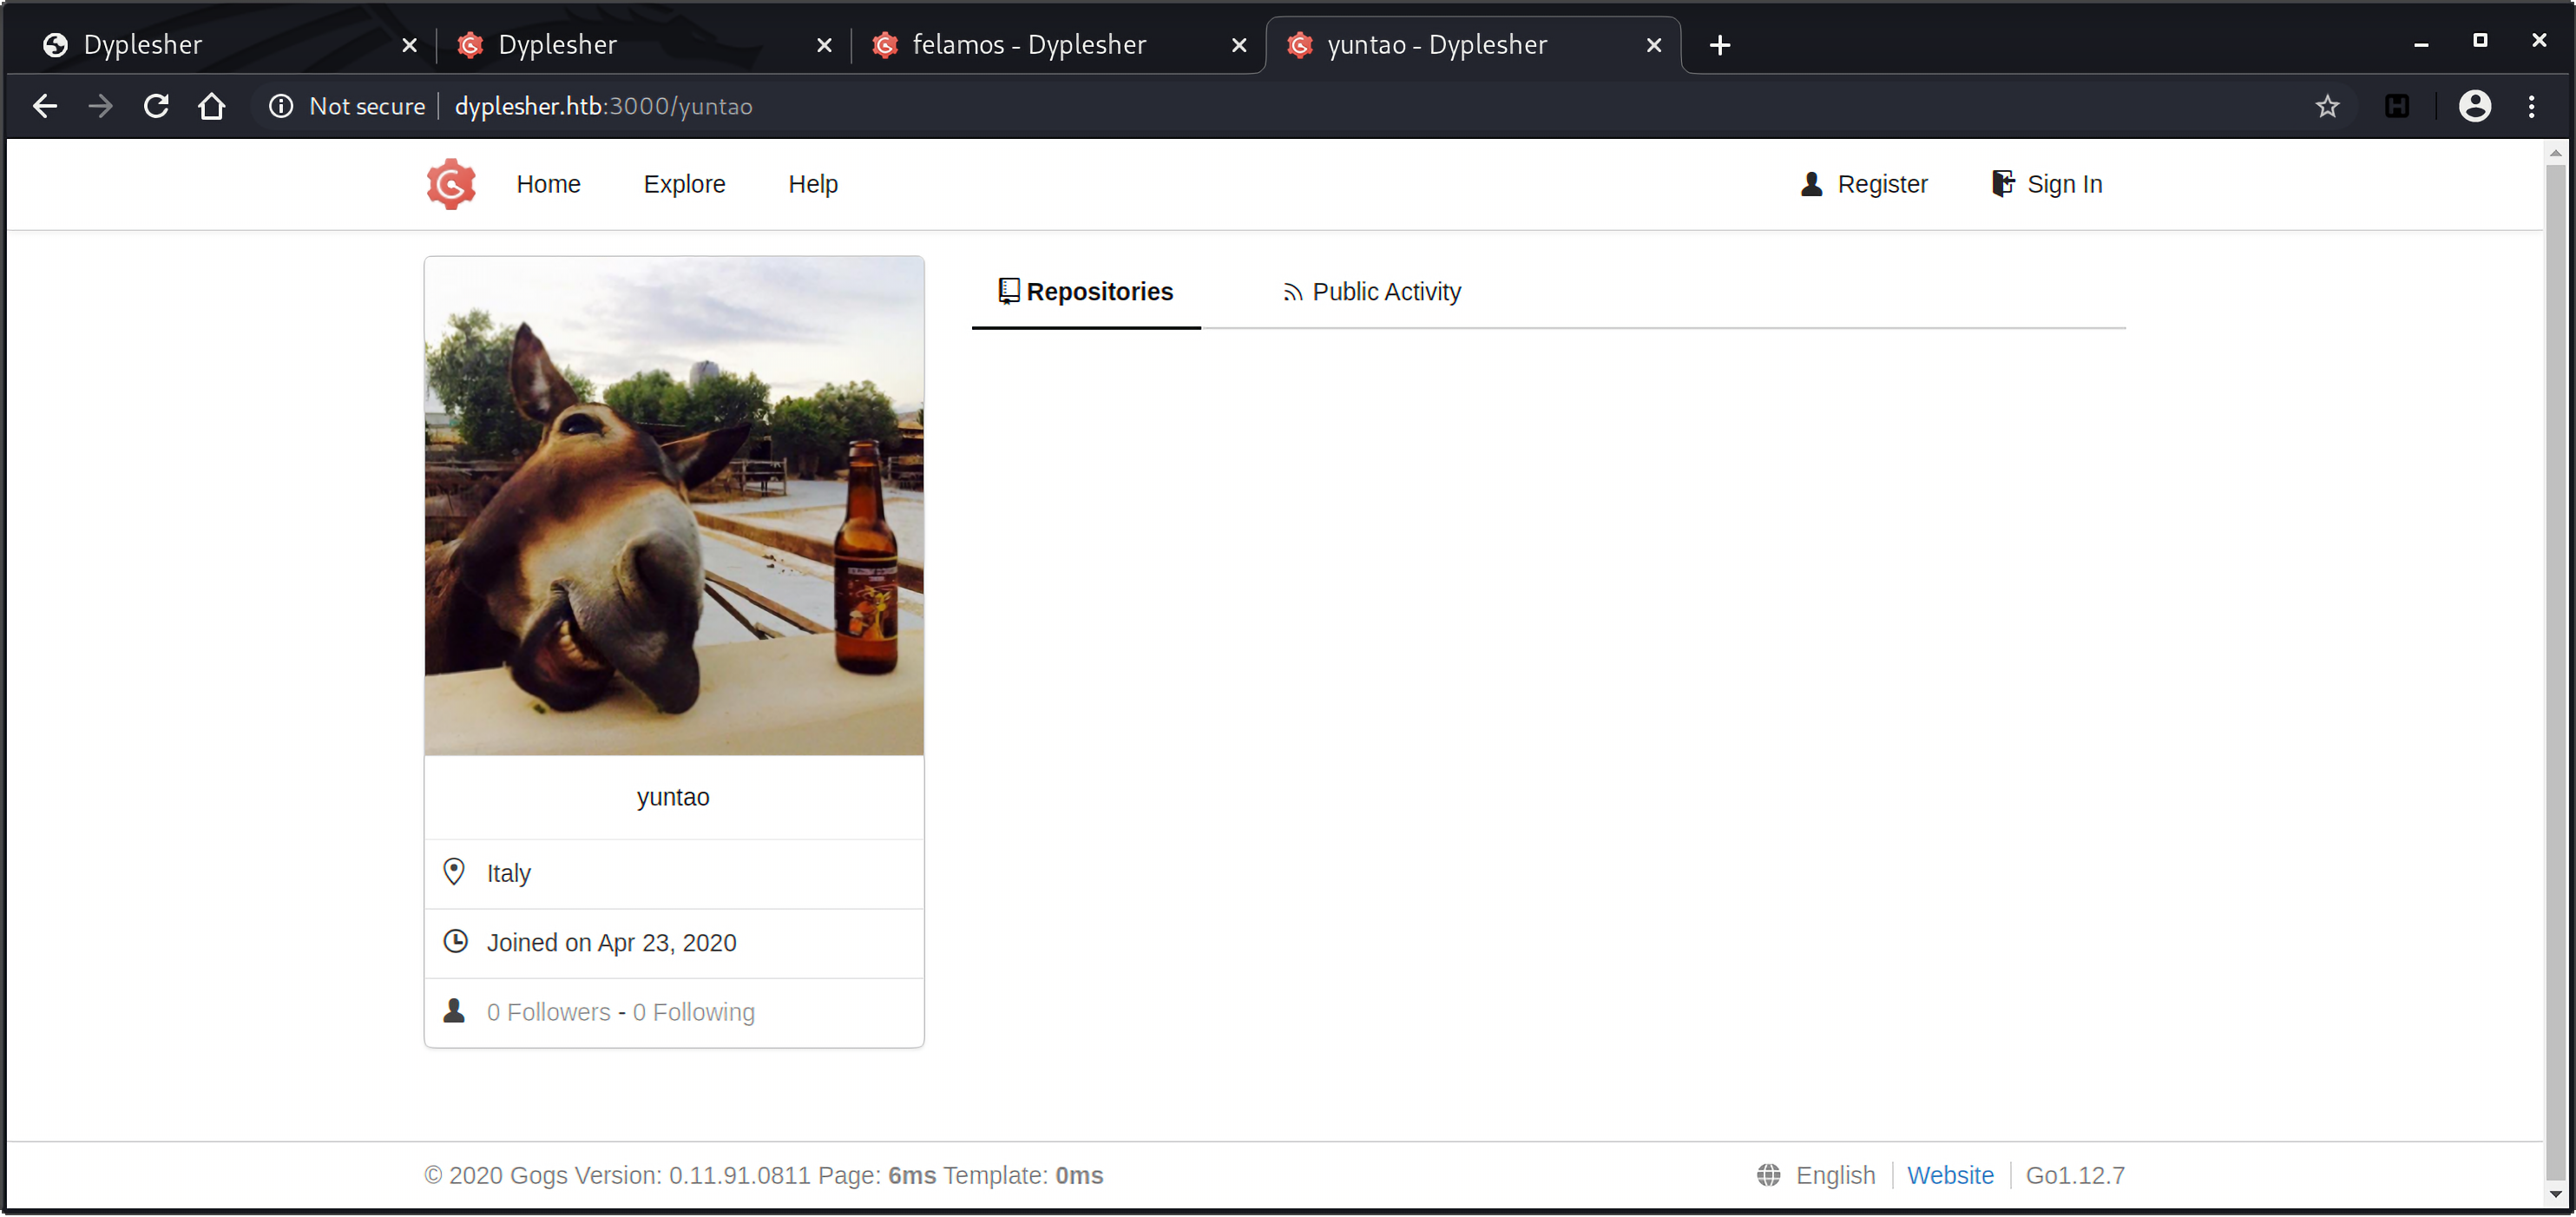 Dyplesher
Dyplesher
felamos - Dyplesher
yuntao - Dyplesher
Not secure
dyplesher.htb:3000/yuntao
Home
Explore
Help
Register
Sign In
Repositories
Public Activity
yuntao
Italy
Joined on Apr 23, 2020
0 Followers - 0 Following
© 2020 Gogs Version: 0.11.91.0811 Page: 6ms Template: 0ms
English
Website
Go1.12.7